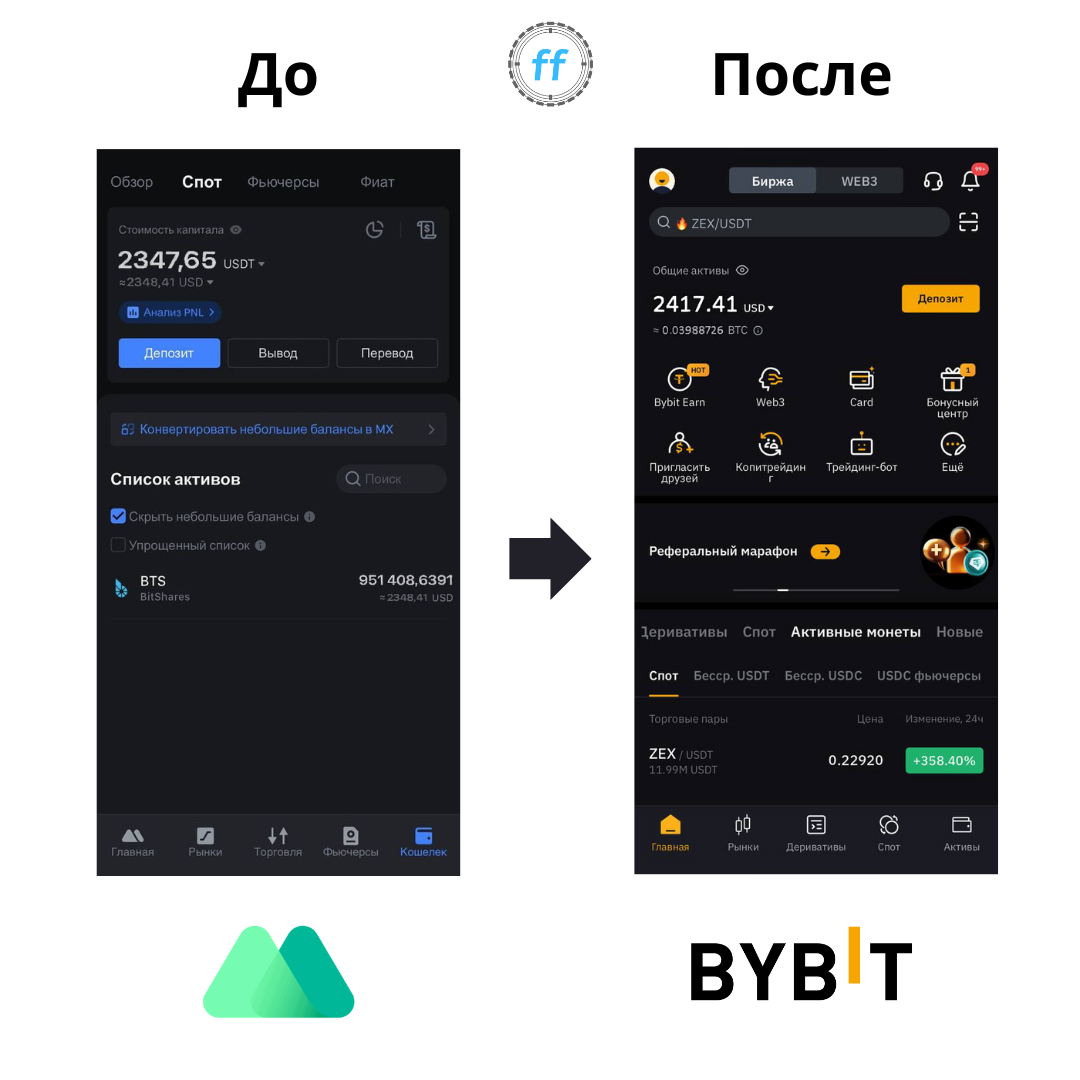 До
ff
После
Обзор Спот Фьючерсы Фиат
Стоимость капитала
2347,65 USDT
≈2348,41 USD
Анализ PNL >
Депозит Вывод Перевод
Конвертировать небольшие балансы в MX
Список активов
Поиск
Скрыть небольшие балансы
Упрощенный список
BTS 951 408,6391
BitShares ≈2348,41 USD
Главная Рынки Торговля Фьючерсы Кошелек
Биржа WEB3
99+
ZEX/USDT
Общие активы
2417.41 USD
Депозит
≈ 0.03988726 BTC
HOT
1
Bybit Earn Web3 Card Бонусный
центр
Пригласить Копитрейдин Трейдинг-бот Ещё
друзей г
Реферальный марафон
Деривативы Спот Активные монеты Новые
Спот Бесср. USDT Бесср. USDC USDC фьючерсы
Торговые пары Цена Изменение, 24ч
ZEX / USDT 0.22920 +358.40%
11.99M USDT
Главная Рынки Деривативы Спот Активы
BYBIT